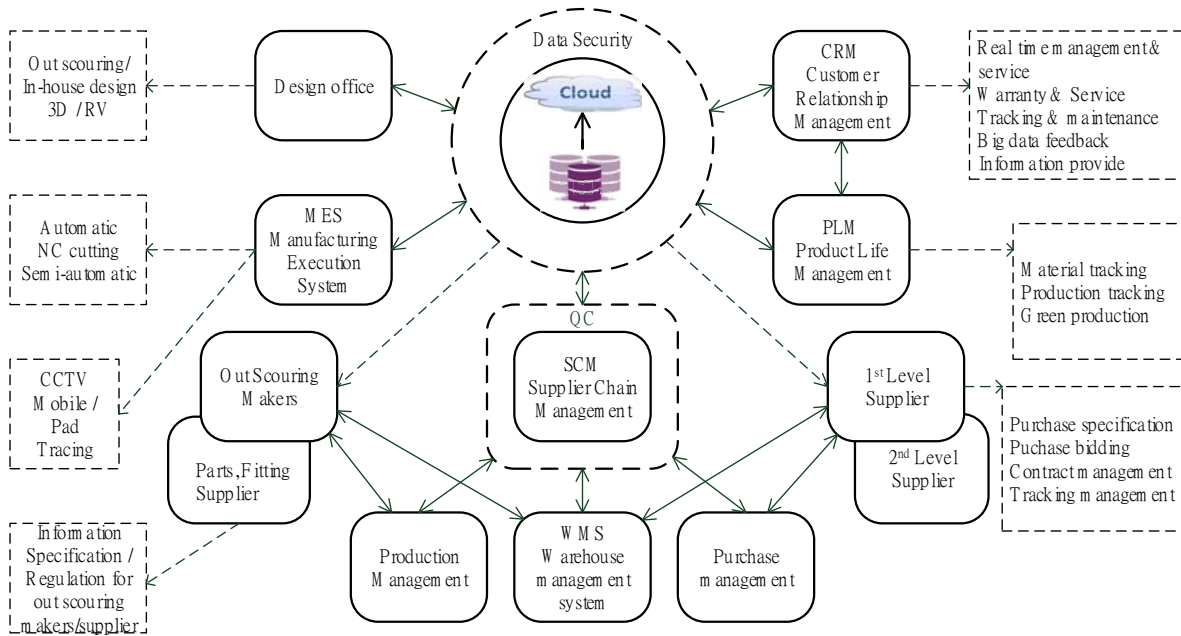 Out scouring/
In-house design
3D / RV
Design office
Data Security
Cloud
CRM
Customer
Relationship
Management
Real time management &
service
Warranty & Service
Tracking & maintenance
Big data feedback
Information provide
Automatic
NC cutting
Semi-automatic
MES
Manufacturing
Execution
System
PLM
Product Life
Management
Material tracking
Production tracking
Green production
QC
SCM
Supplier Chain
Management
CCTV
Mobile /
Pad
Tracing
Out Scouring
Makers
Parts,Fitting
Supplier
1st Level
Supplier
2nd Level
Supplier
Purchase specification
Puchase bidding
Contract management
Tracking management
Information
Specification /
Regulation for
out scouring
makers/supplier
Production
Management
WMS
Warehouse
management
system
Purchase
management